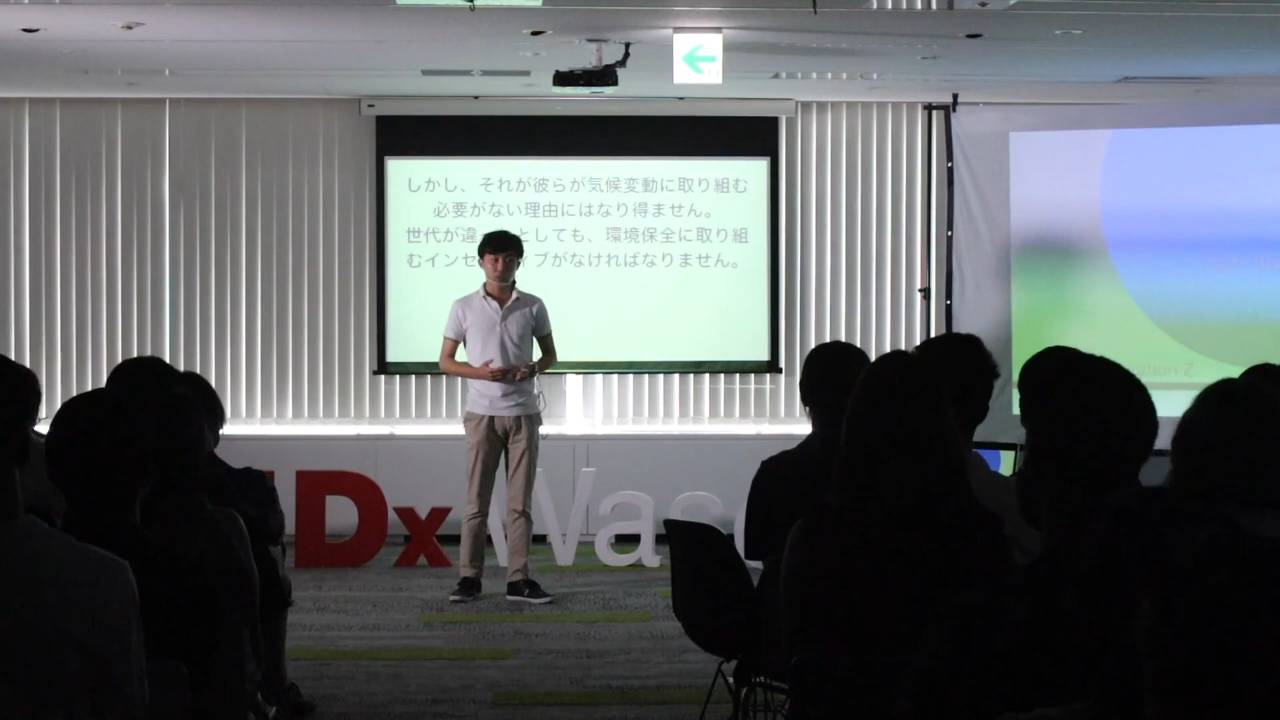 しかし、それが彼らが気候変動に取り組む
必要がない理由にはなり得ません。
世代が違 としても、環境保全に取り組
むインセ ィブがなければなりません。
Dx Was
ation Z